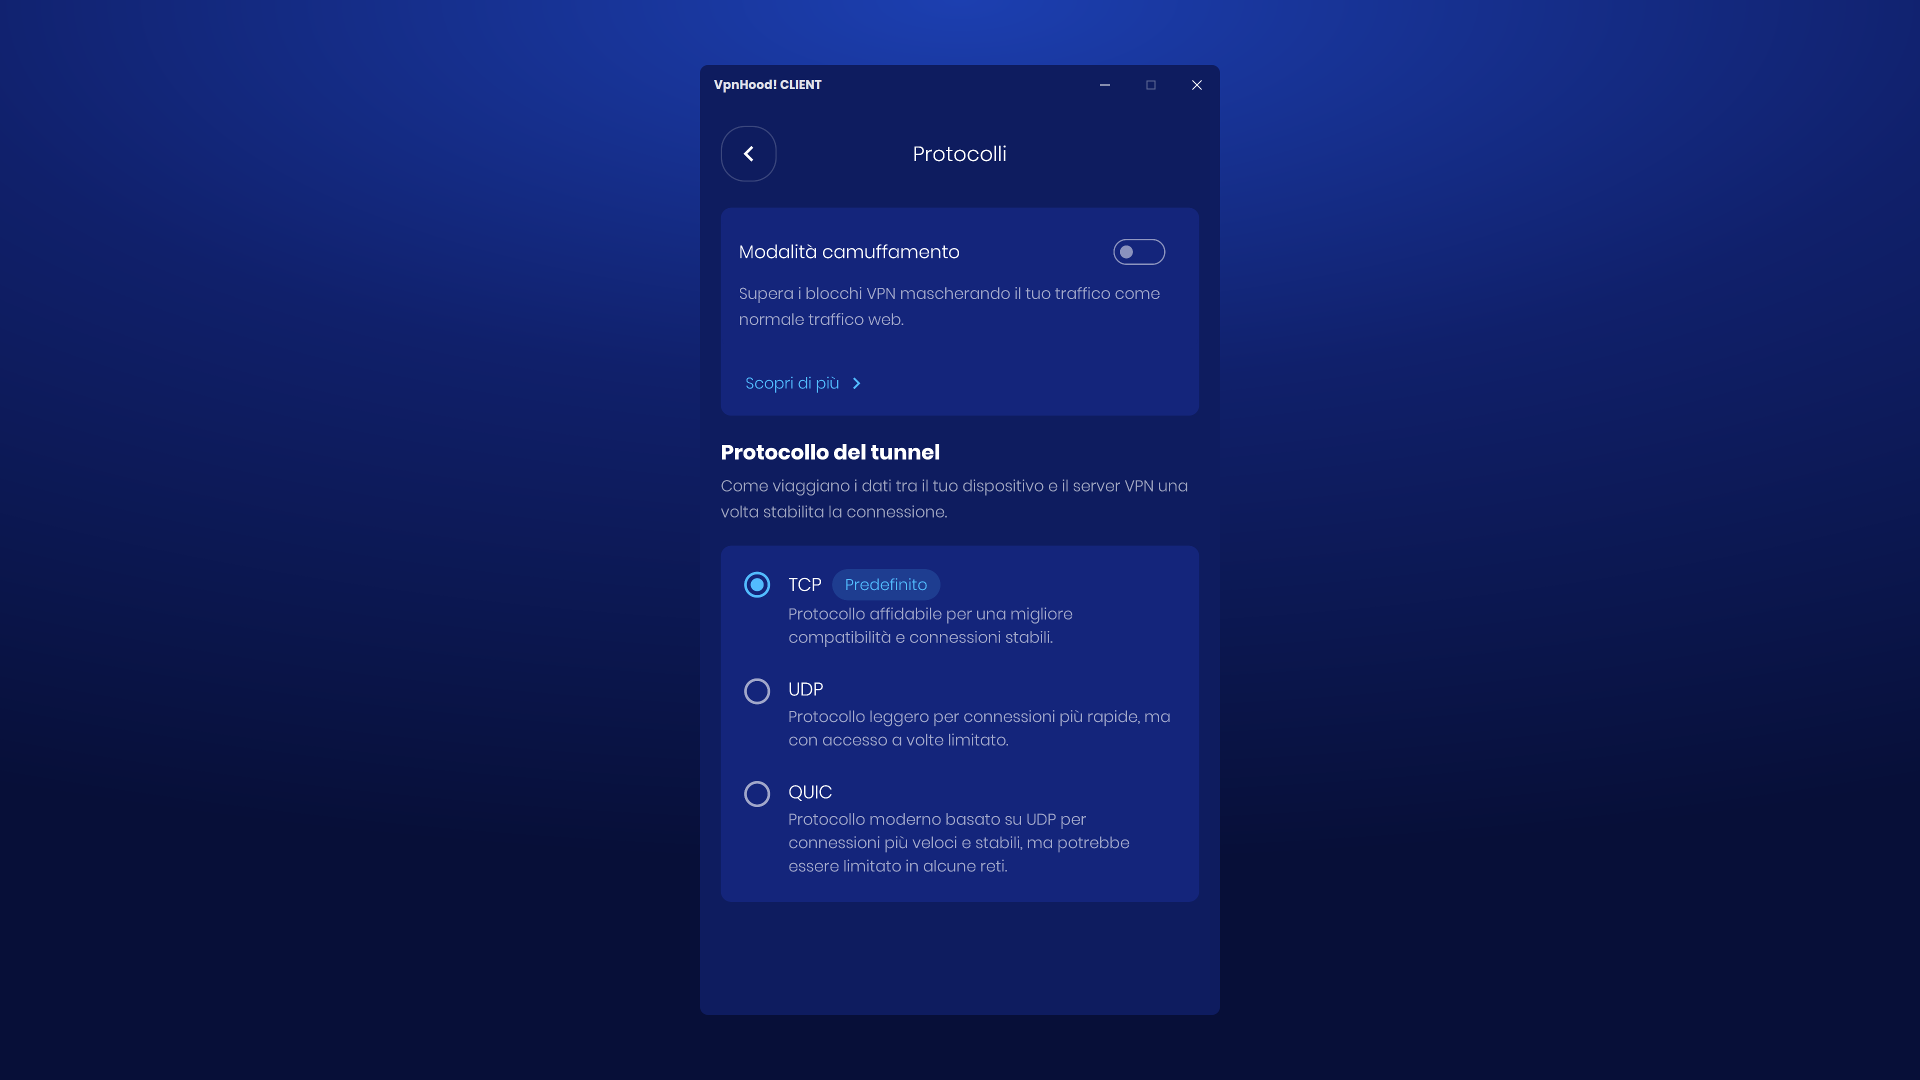 VpnHood! CLIENT
Protocolli
Modalità camuffamento
Supera i blocchi VPN mascherando il tuo traffico come
normale traffico web.
Scopri di più
Protocollo del tunnel
Come viaggiano i dati tra il tuo dispositivo e il server VPN una
volta stabilita la connessione.
TCP Predefinito
Protocollo affidabile per una migliore
compatibilità e connessioni stabili.
UDP
Protocollo leggero per connessioni più rapide, ma
con accesso a volte limitato.
QUIC
Protocollo moderno basato su UDP per
connessioni più veloci e stabili, ma potrebbe
essere limitato in alcune reti.